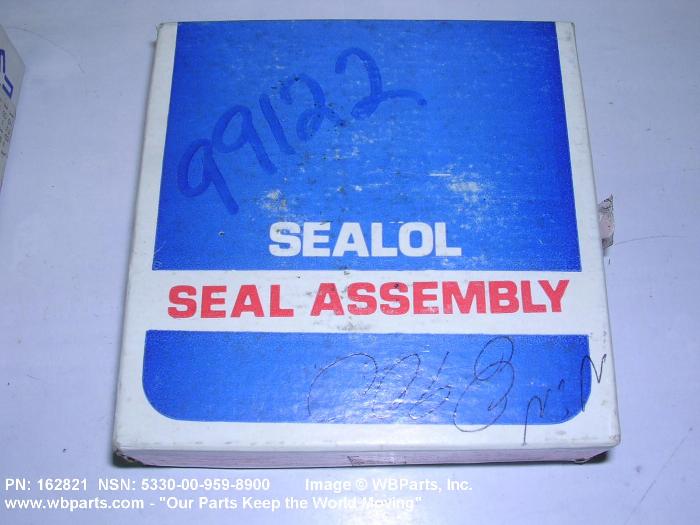 99122
SEALOL
SEAL ASSEMBLY
PN: 162821 NSN: 5330-00-959-8900 Image © WBParts, Inc.
www.wbparts.com - "Our Parts Keep the World Moving"